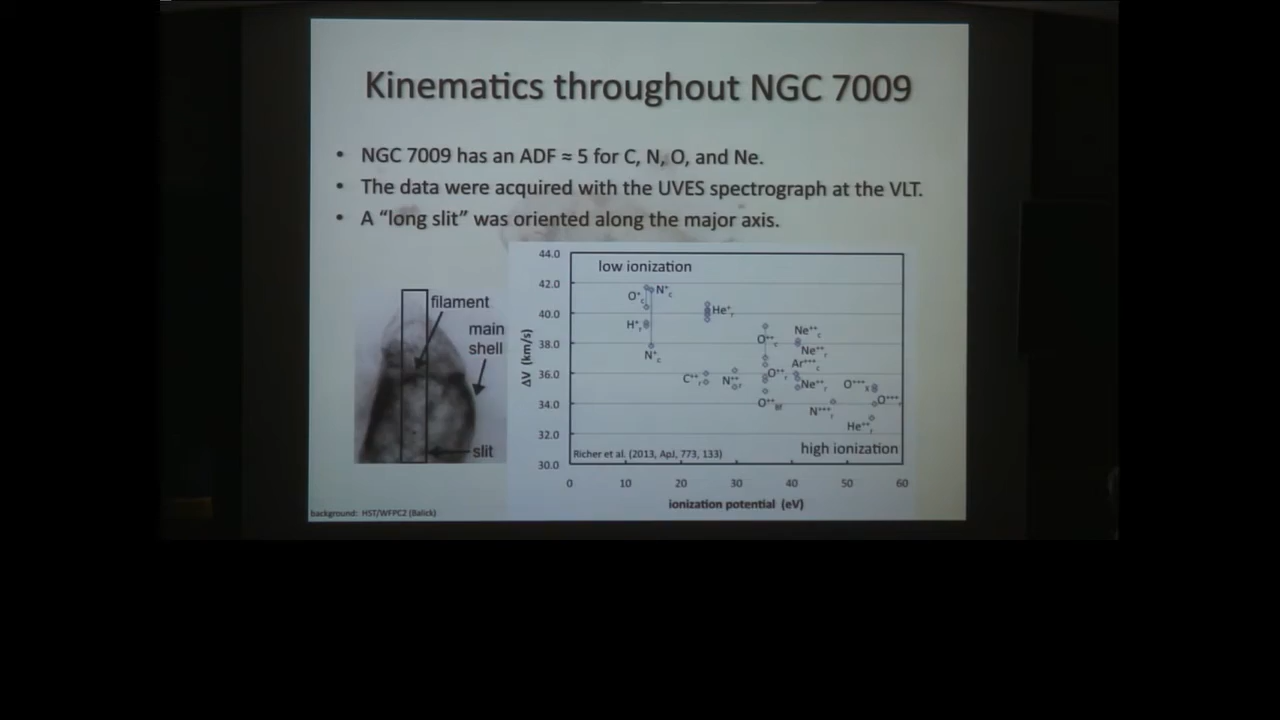 Kinematics throughout NGC 7009
• NGC 7009 has an ADF ≈ 5 for C, N, O, and Ne.
• The data were acquired with the UVES spectrograph at the VLT.
• A “long slit” was oriented along the major axis.
filament
main
shell
slit
44.0
42.0
40.0
38.0
36.0
34.0
32.0
30.0
ΔV (km/s)
low ionization
O⁺c
N⁺c
H⁺r
N⁺c
He⁺r
C⁺⁺r
N⁺⁺r
O⁺⁺c
O⁺⁺r
O⁺⁺Bf
Ne⁺⁺c
Ne⁺⁺r
Ar⁺⁺⁺c
Ne⁺⁺r
N⁺⁺⁺r
O⁺⁺⁺x
O⁺⁺⁺r
He⁺⁺r
high ionization
Richer et al. (2013, ApJ, 773, 133)
0 10 20 30 40 50 60
ionization potential (eV)
background: HST/WFPC2 (Balick)